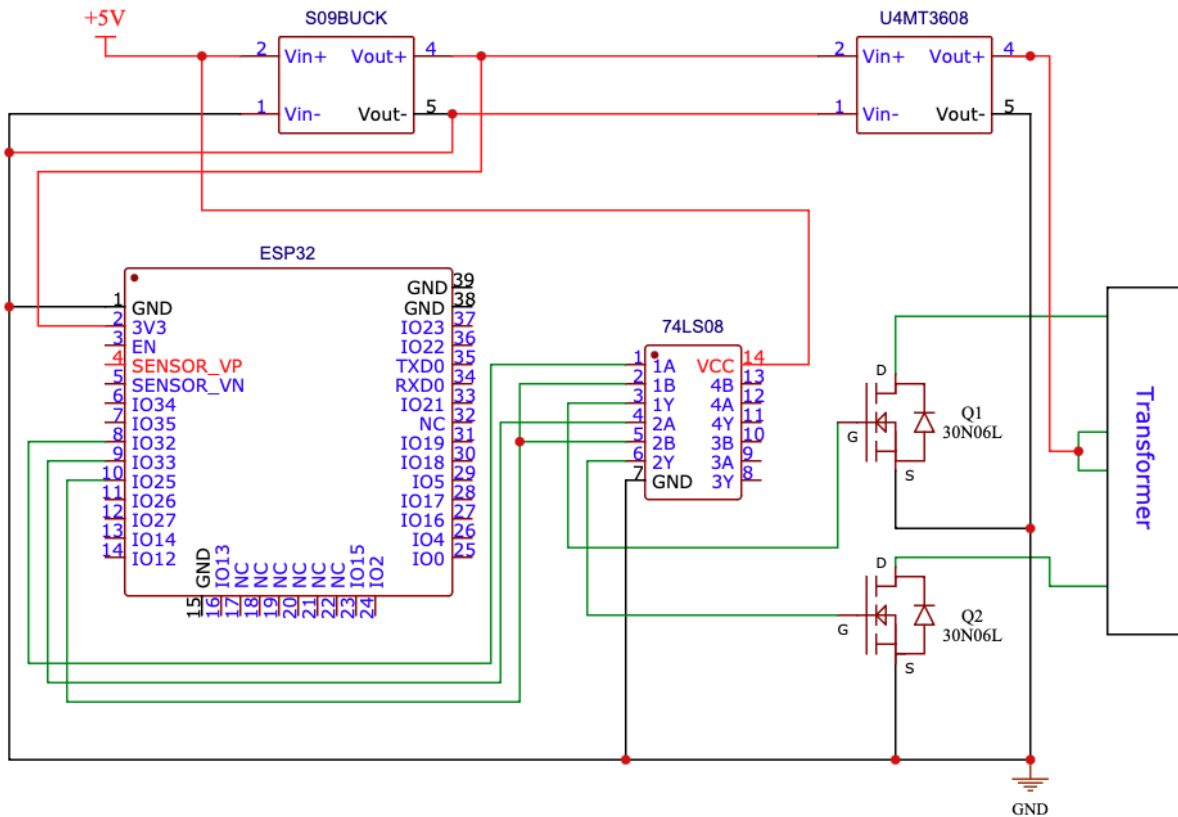 +5V
S09BUCK
U4MT3608
2 Vin+ Vout+ 4
1 Vin- Vout- 5
2 Vin+ Vout+ 4
1 Vin- Vout- 5
ESP32
1 GND
2 3V3
3 EN
4 SENSOR_VP
5 SENSOR_VN
6 IO34
7 IO35
8 IO32
9 IO33
10 IO25
11 IO26
12 IO27
13 IO14
14 IO12
GND 39
GND 38
IO23 37
IO22 36
TXD0 35
RXD0 34
IO21 33
NC 32
IO19 31
IO18 30
IO5 29
IO17 28
IO16 27
IO4 26
IO0 25
15 GND
16 IO13
17 NC
18 NC
19 NC
20 NC
21 NC
22 NC
23 IO15
24 IO2
74LS08
1 1A VCC 14
2 1B 4B 13
3 1Y 4A 12
4 2A 4Y 11
5 2B 3B 10
6 2Y 3A 9
7 GND 3Y 8
D
G
S
Q1
30N06L
D
G
S
Q2
30N06L
Transformer
GND